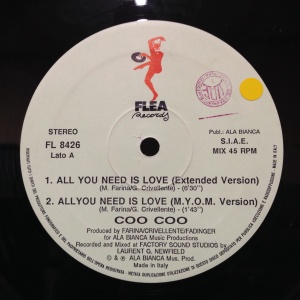 FLEA
Records
STEREO
FL 8426
Lato A
Publ.: ALA BIANCA
S.I.A.E.
MIX 45 RPM
1. ALL YOU NEED IS LOVE (Extended Version)
M. Farina/G. Crivellente) - (6'30")
2. ALLYOU NEED IS LOVE (M.Y.O.M. Version)
M. Farina/G. Crivellente) - (1'43")
COO COO
Produced by FARINA/CRIVELLENTE/FADINGER
for ALA BIANCA Music Productions
Recorded and Mixed at FACTORY SOUND STUDIOS by
LAURENT G. NEWFIELD
© & ℗ ALA Bianca Mus. Prod.
Made in Italy